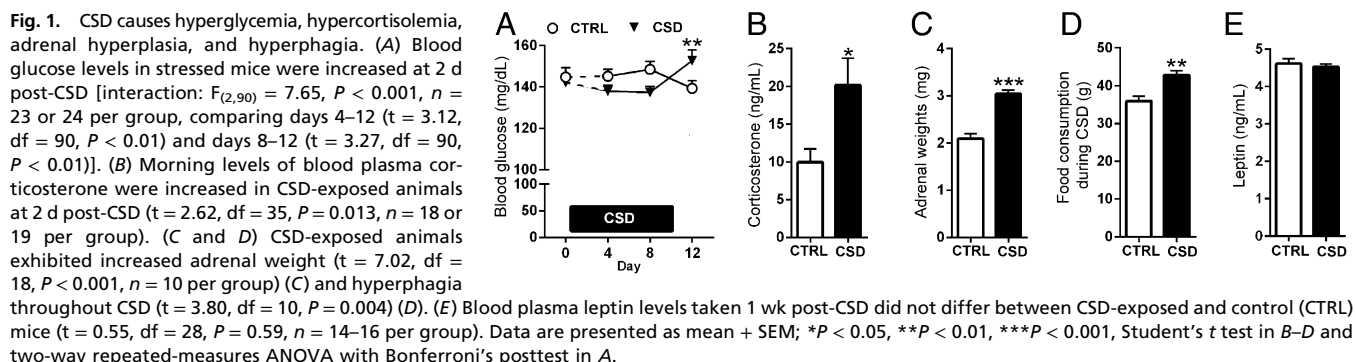 Fig. 1. CSD causes hyperglycemia, hypercortisolemia,
adrenal hyperplasia, and hyperphagia. (A) Blood
glucose levels in stressed mice were increased at 2 d
post-CSD [interaction: F(2,90) = 7.65, P < 0.001, n =
23 or 24 per group, comparing days 4–12 (t = 3.12,
df = 90, P < 0.01) and days 8–12 (t = 3.27, df = 90,
P < 0.01)]. (B) Morning levels of blood plasma cor-
ticosterone were increased in CSD-exposed animals
at 2 d post-CSD (t = 2.62, df = 35, P = 0.013, n = 18 or
19 per group). (C and D) CSD-exposed animals
exhibited increased adrenal weight (t = 7.02, df =
18, P < 0.001, n = 10 per group) (C) and hyperphagia
throughout CSD (t = 3.80, df = 10, P = 0.004) (D). (E) Blood plasma leptin levels taken 1 wk post-CSD did not differ between CSD-exposed and control (CTRL)
mice (t = 0.55, df = 28, P = 0.59, n = 14–16 per group). Data are presented as mean + SEM; *P < 0.05, **P < 0.01, ***P < 0.001, Student's t test in B–D and
two-way repeated-measures ANOVA with Bonferroni's posttest in A.
A
CTRL CSD
**
Blood glucose (mg/dL)
160
140
120
100
100
50
0
CSD
0 4 8 12
Day
B
*
Corticosterone (ng/mL)
25
20
15
10
5
0
CTRL CSD
C
***
Adrenal weights (mg)
4
3
2
1
0
CTRL CSD
D
**
Food consumption
during CSD (g)
50
40
30
20
10
0
CTRL CSD
E
Leptin (ng/mL)
5
4
3
2
1
0
CTRL CSD